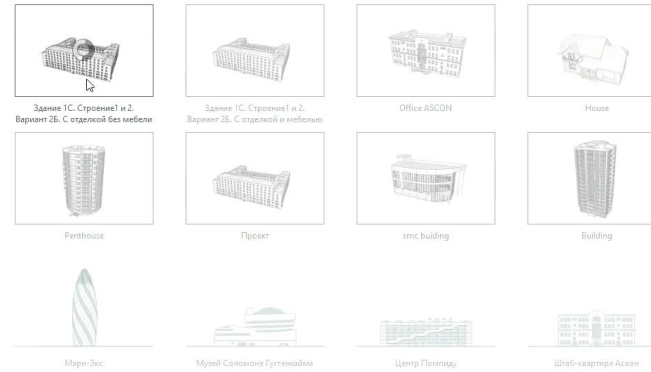 Здание 1С. Строение1 и 2.
Вариант 2Б. С отделкой без мебели
Здание 1С. Строение1 и 2.
Вариант 2Б. С отделкой и мебелью
Office ASCON
House
Penthouse
Проект
smc buiding
Building
Мэри-Экс
Музей Соломона Гуггенхайма
Центр Помпиду
Штаб-квартира Аскон